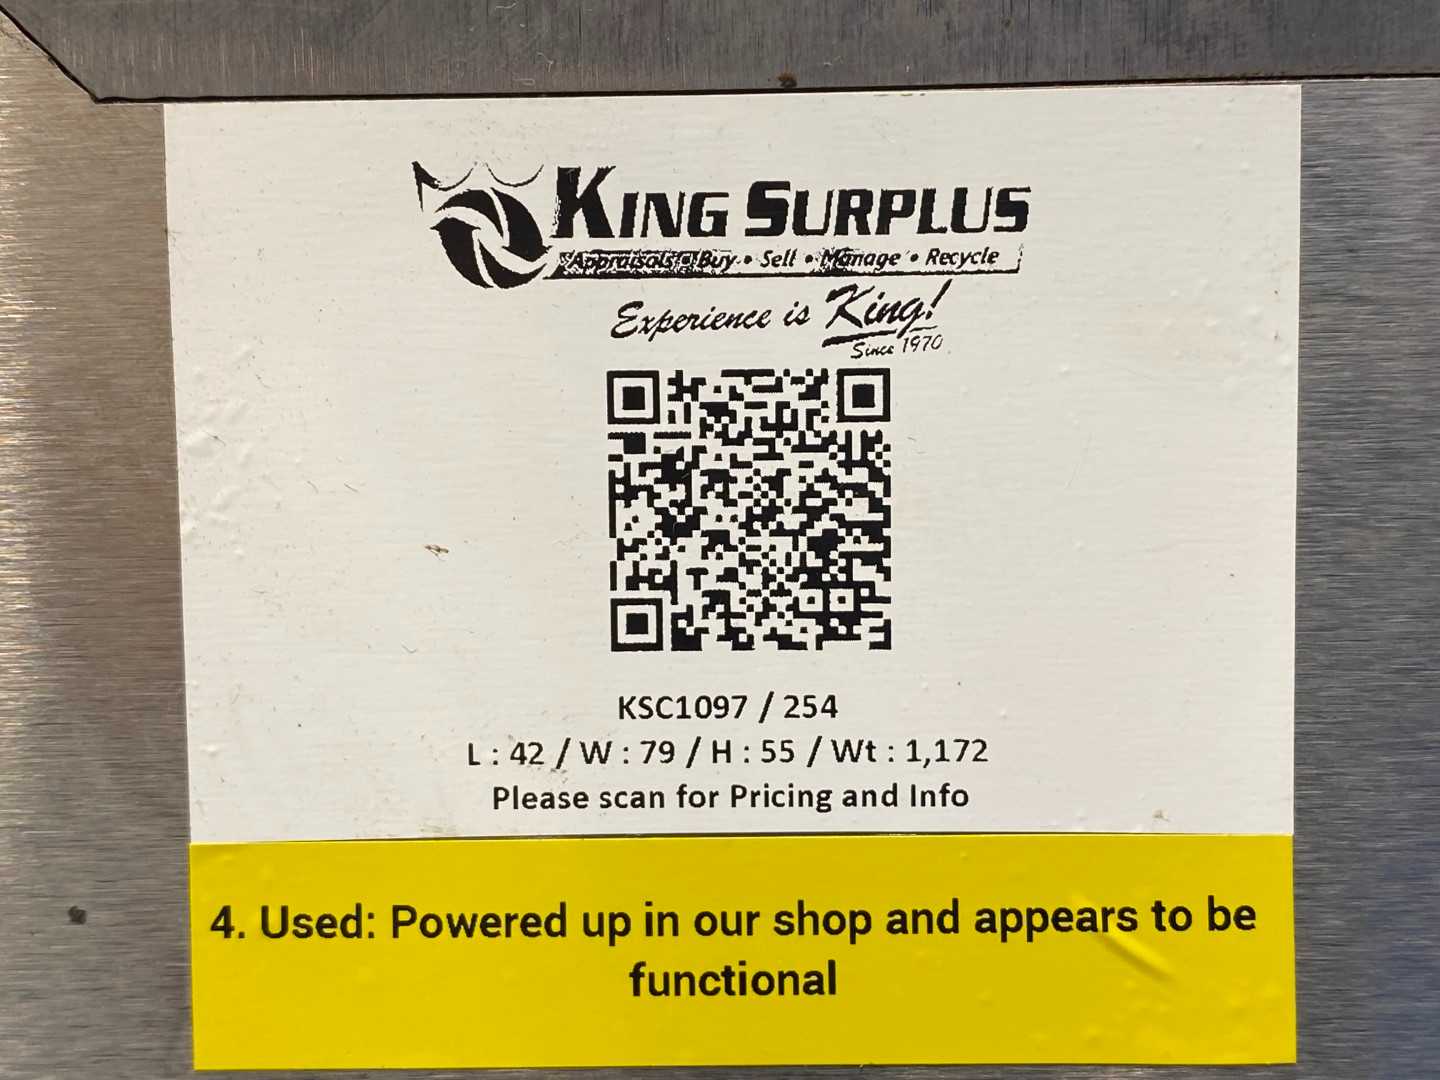 KING SURPLUS
Appraisals • Buy • Sell • Manage • Recycle
Experience is King!
Since 1970
KSC1097 / 254
L : 42 / W : 79 / H : 55 / Wt : 1,172
Please scan for Pricing and Info
4. Used: Powered up in our shop and appears to be
functional